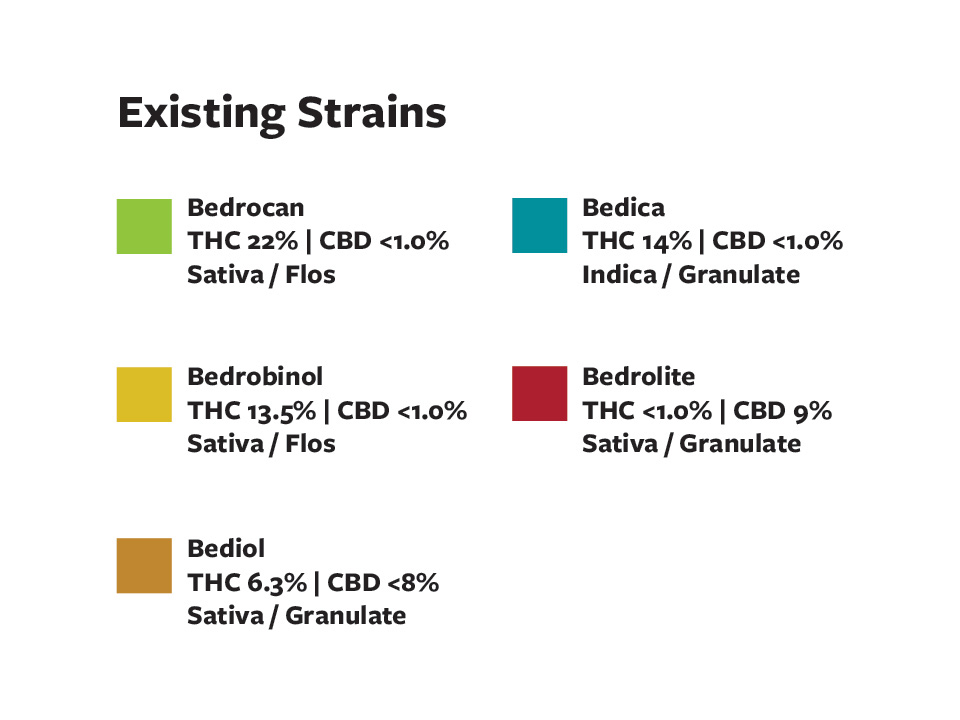 Existing Strains
Bedrocan
THC 22% | CBD <1.0%
Sativa / Flos
Bedica
THC 14% | CBD <1.0%
Indica / Granulate
Bedrobinol
THC 13.5% | CBD <1.0%
Sativa / Flos
Bedrolite
THC <1.0% | CBD 9%
Sativa / Granulate
Bediol
THC 6.3% | CBD <8%
Sativa / Granulate